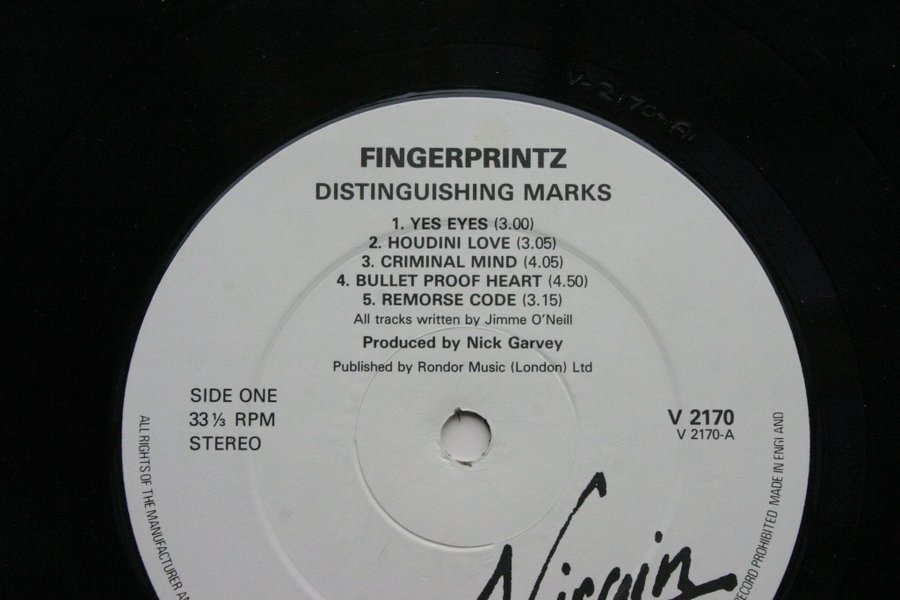 V-2170-A1
FINGERPRINTZ
DISTINGUISHING MARKS
1. YES EYES (3.00)
2. HOUDINI LOVE (3.05)
3. CRIMINAL MIND (4.05)
4. BULLET PROOF HEART (4.50)
5. REMORSE CODE (3.15)
All tracks written by Jimme O'Neill
Produced by Nick Garvey
Published by Rondor Music (London) Ltd
SIDE ONE
33⅓ RPM
STEREO
V 2170
V 2170-A
ALL RIGHTS OF THE MANUFACTURER AN
RECORD PROHIBITED MADE IN ENGLAND
Virgin